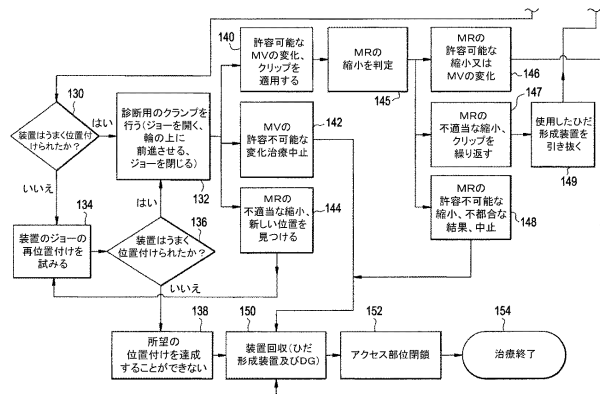 130
装置はうまく位置付
けられたか?
はい
いいえ
診断用のクランプを
行う(ジョーを開く、
輪の上に
前進させる、
ジョーを閉じる)
132
134
装置のジョーの
再位置付けを
試みる
はい
136
装置はうまく
位置付けられたか?
いいえ
138
所望の
位置付けを達成
することができない
140
許容可能な
MVの変化、
クリップを
適用する
142
MVの
許容不可能な
変化治療中止
144
MRの
不適当な縮小、
新しい位置を
見つける
MRの
縮小を判定
145
MRの
許容可能な
縮小又は
MVの変化
146
147
MRの
不適当な縮小、
クリップを
繰り返す
MRの
許容不可能な
縮小、不都合な
結果、中止
148
使用したひだ
形成装置を
引き抜く
149
150
装置回収(ひだ
形成装置及びDG)
152
アクセス部位閉鎖
154
治療終了